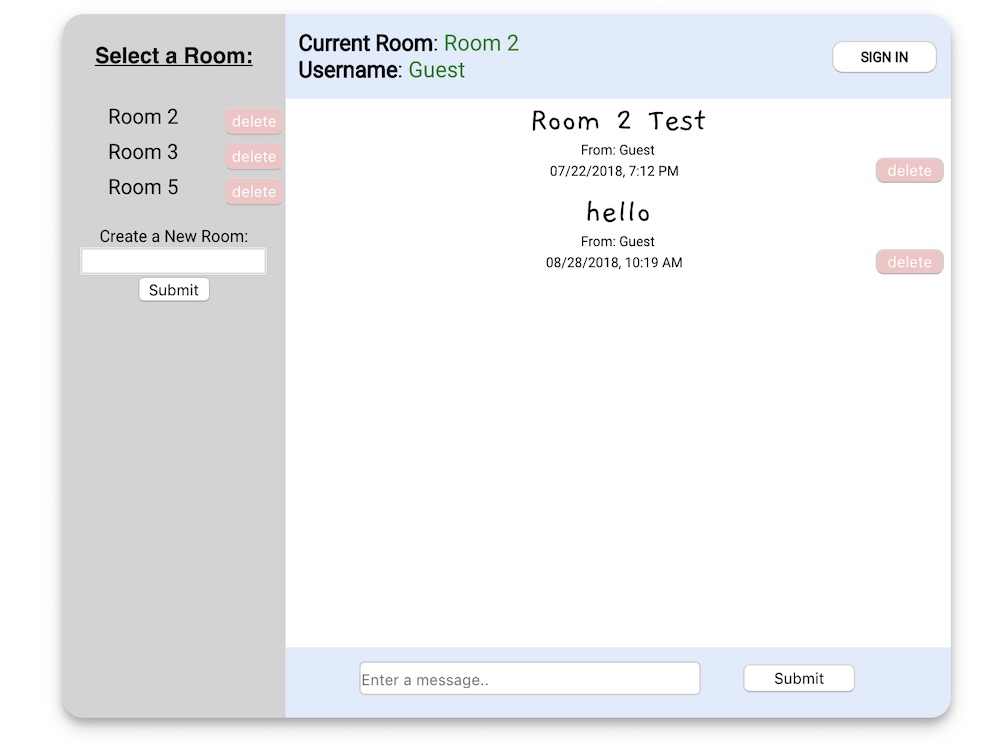 Select a Room:
Room 2 delete
Room 3 delete
Room 5 delete
Create a New Room:
Submit
Current Room: Room 2
Username: Guest
SIGN IN
Room 2 Test
From: Guest
07/22/2018, 7:12 PM
delete
hello
From: Guest
08/28/2018, 10:19 AM
delete
Enter a message..
Submit